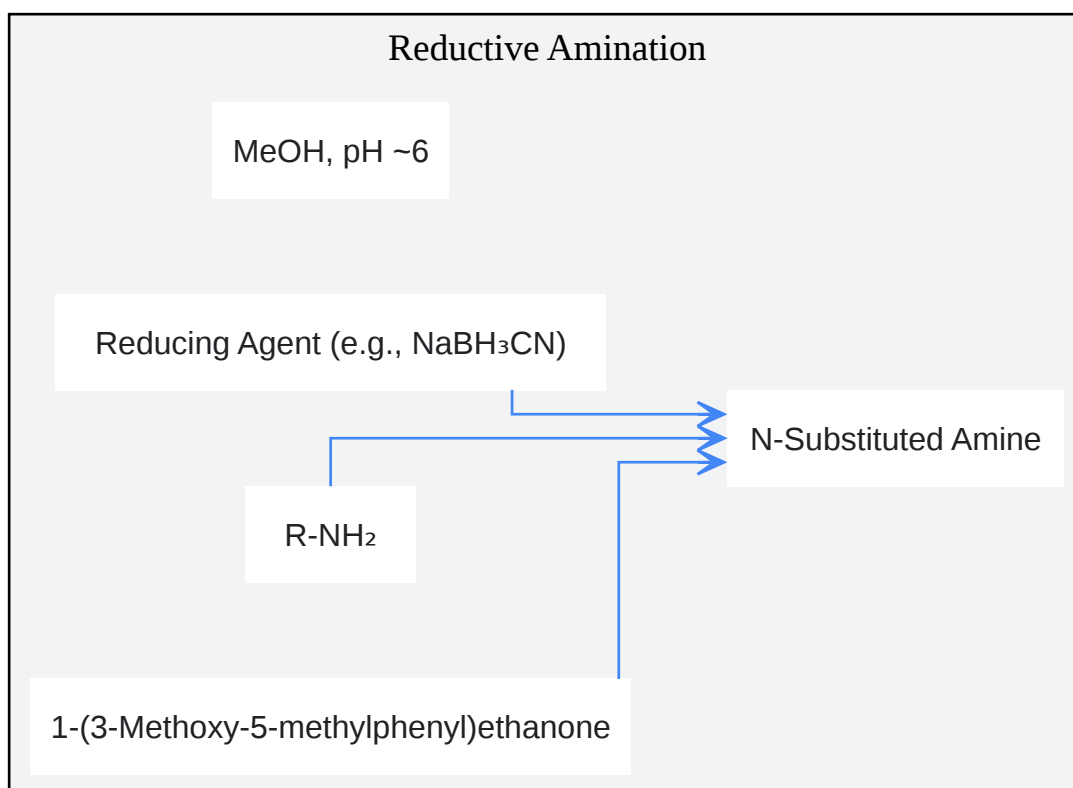 Reductive Amination
MeOH, pH ~6
Reducing Agent (e.g., NaBH₃CN)
N-Substituted Amine
R-NH₂
1-(3-Methoxy-5-methylphenyl)ethanone